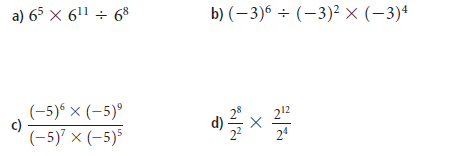 a) 6⁵ × 6¹¹ ÷ 6⁸
b) (−3)⁶ ÷ (−3)² × (−3)⁴
c) (−5)⁶ × (−5)⁹
(−5)⁷ × (−5)⁵
d) 2⁸/2² × 2¹²/2⁴